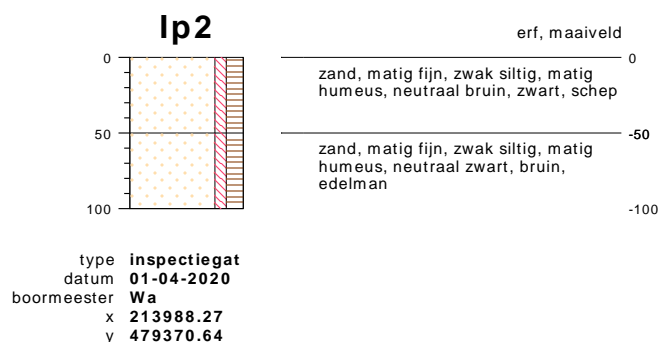 Ip2
erf, maaiveld
0
0
zand, matig fijn, zwak siltig, matig
humeus, neutraal bruin, zwart, schep
50
-50
zand, matig fijn, zwak siltig, matig
humeus, neutraal zwart, bruin,
edelman
100
-100
type inspectiegat
datum 01-04-2020
boormeester Wa
x 213988.27
y 479370.64